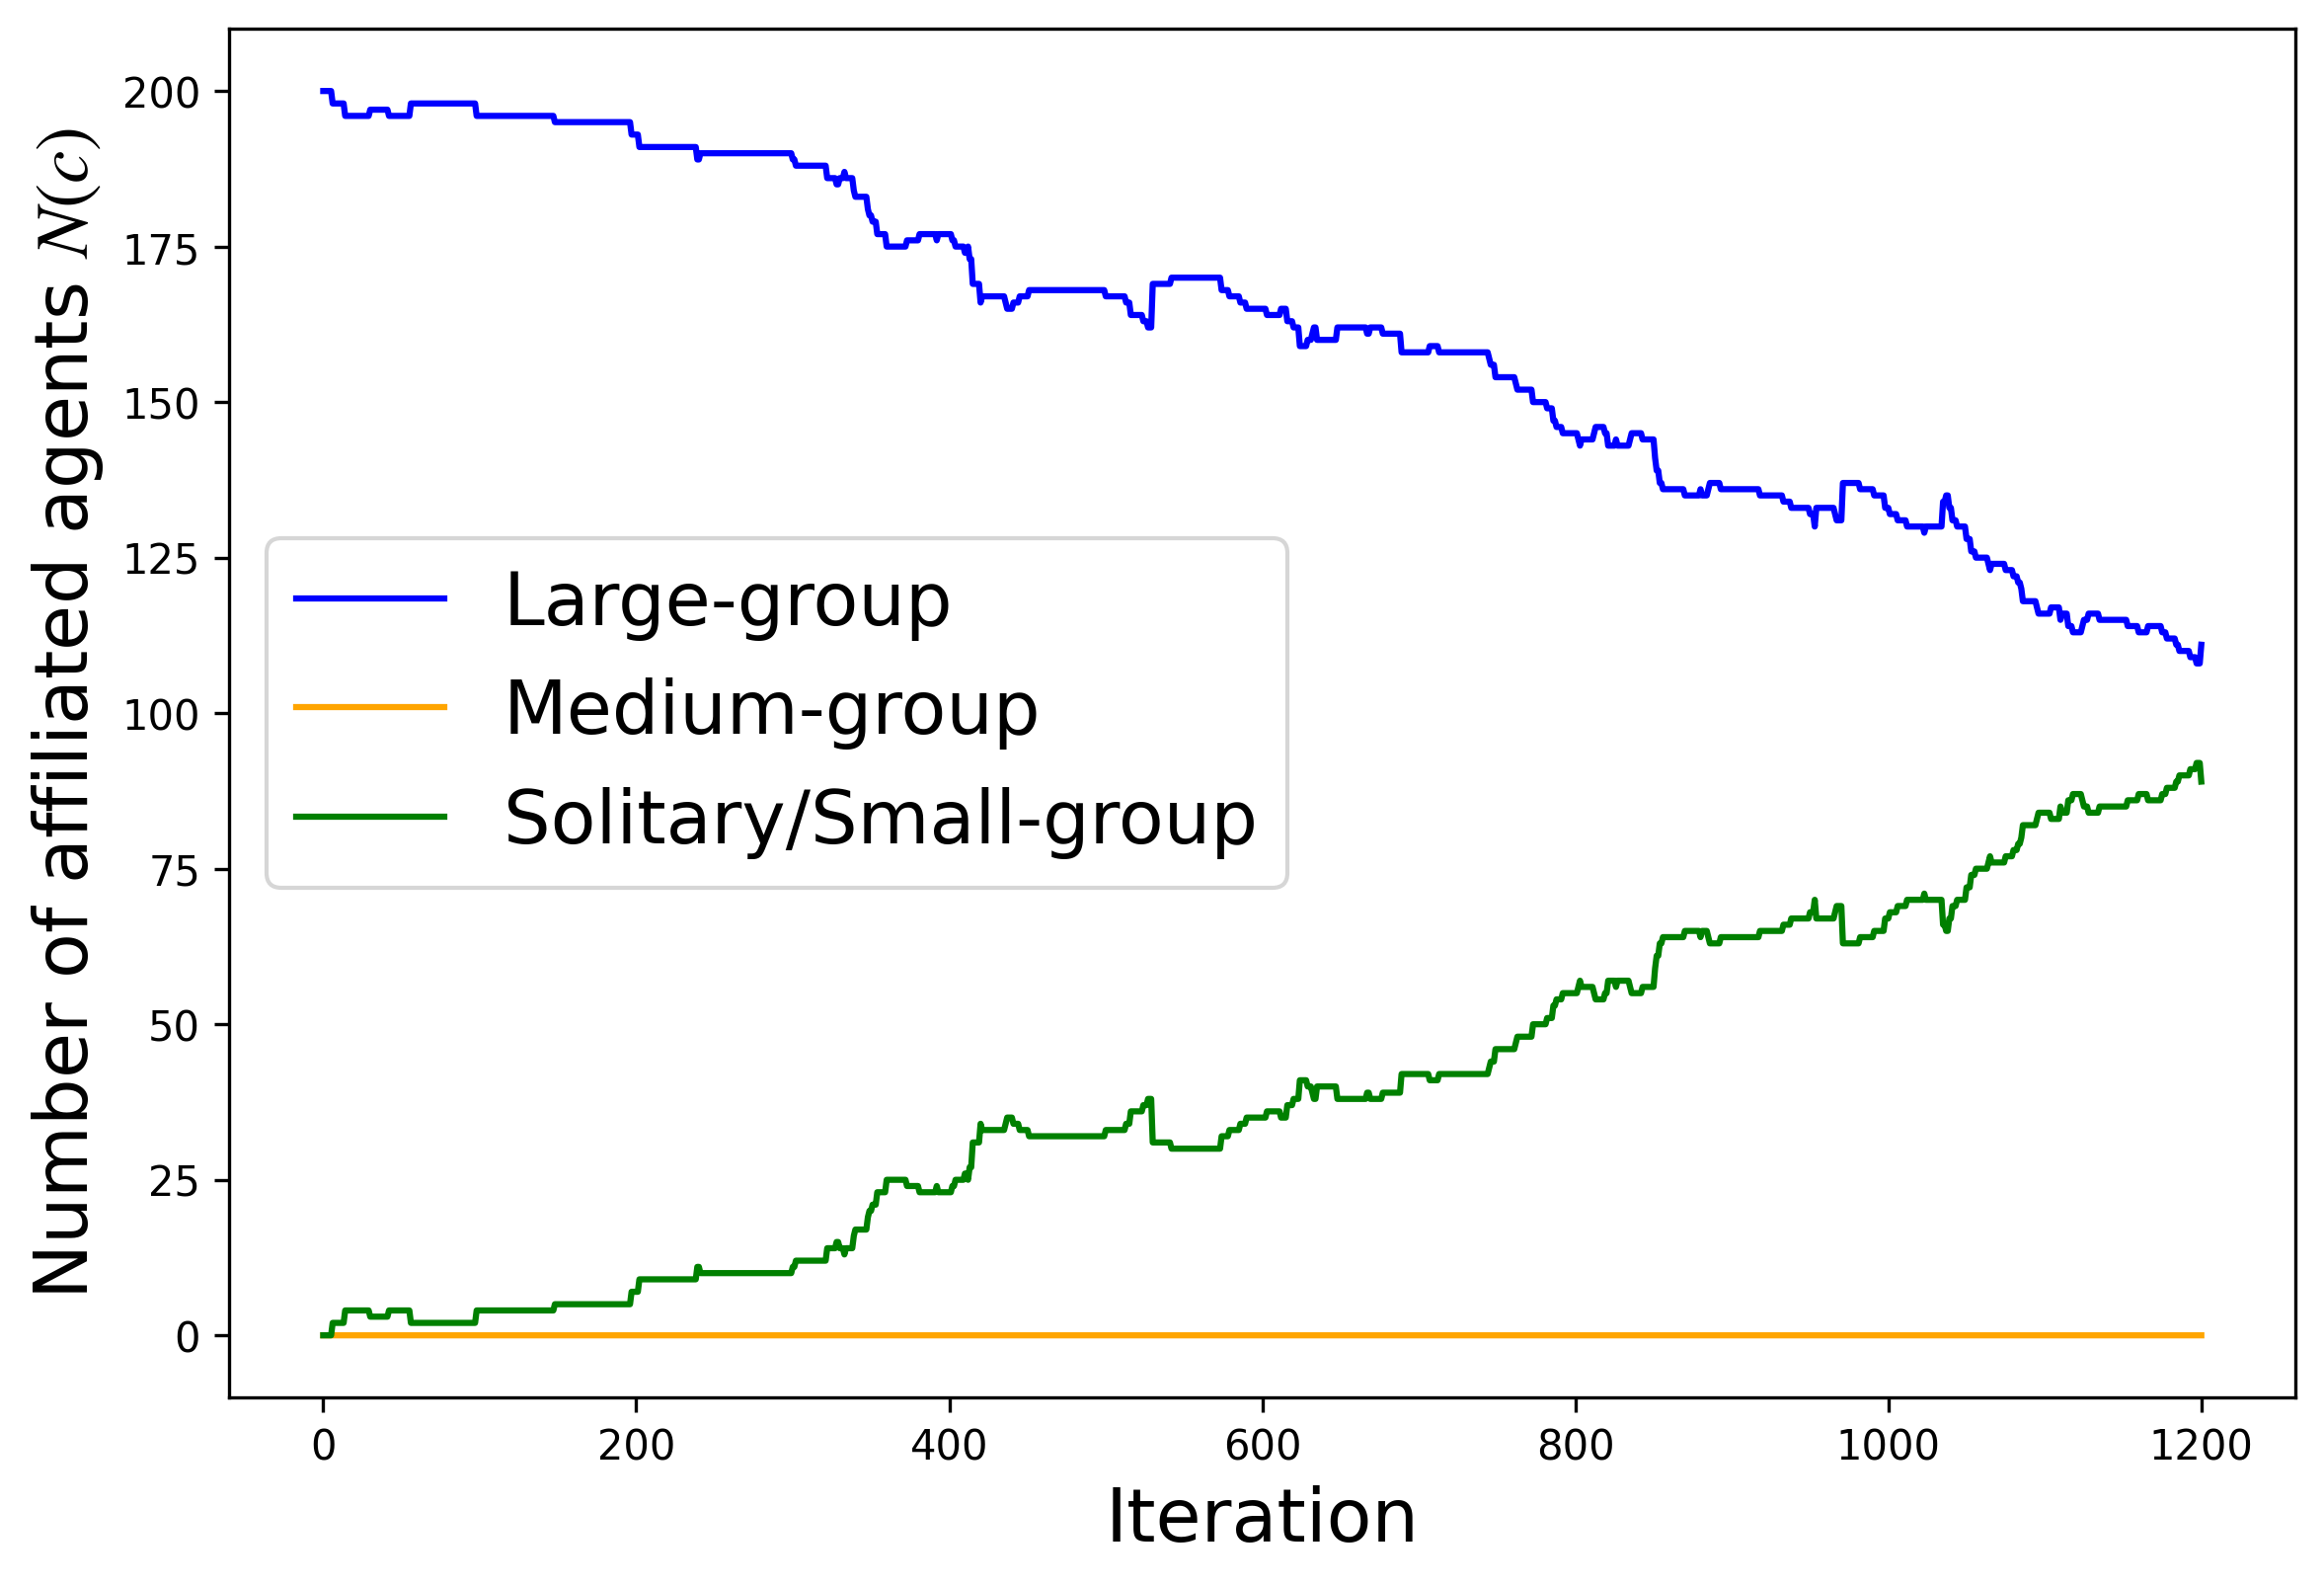 Number of affiliated agents N(c)
200
175
150
125
100
75
50
25
0
Large-group
Medium-group
Solitary/Small-group
0 200 400 600 800 1000 1200
Iteration